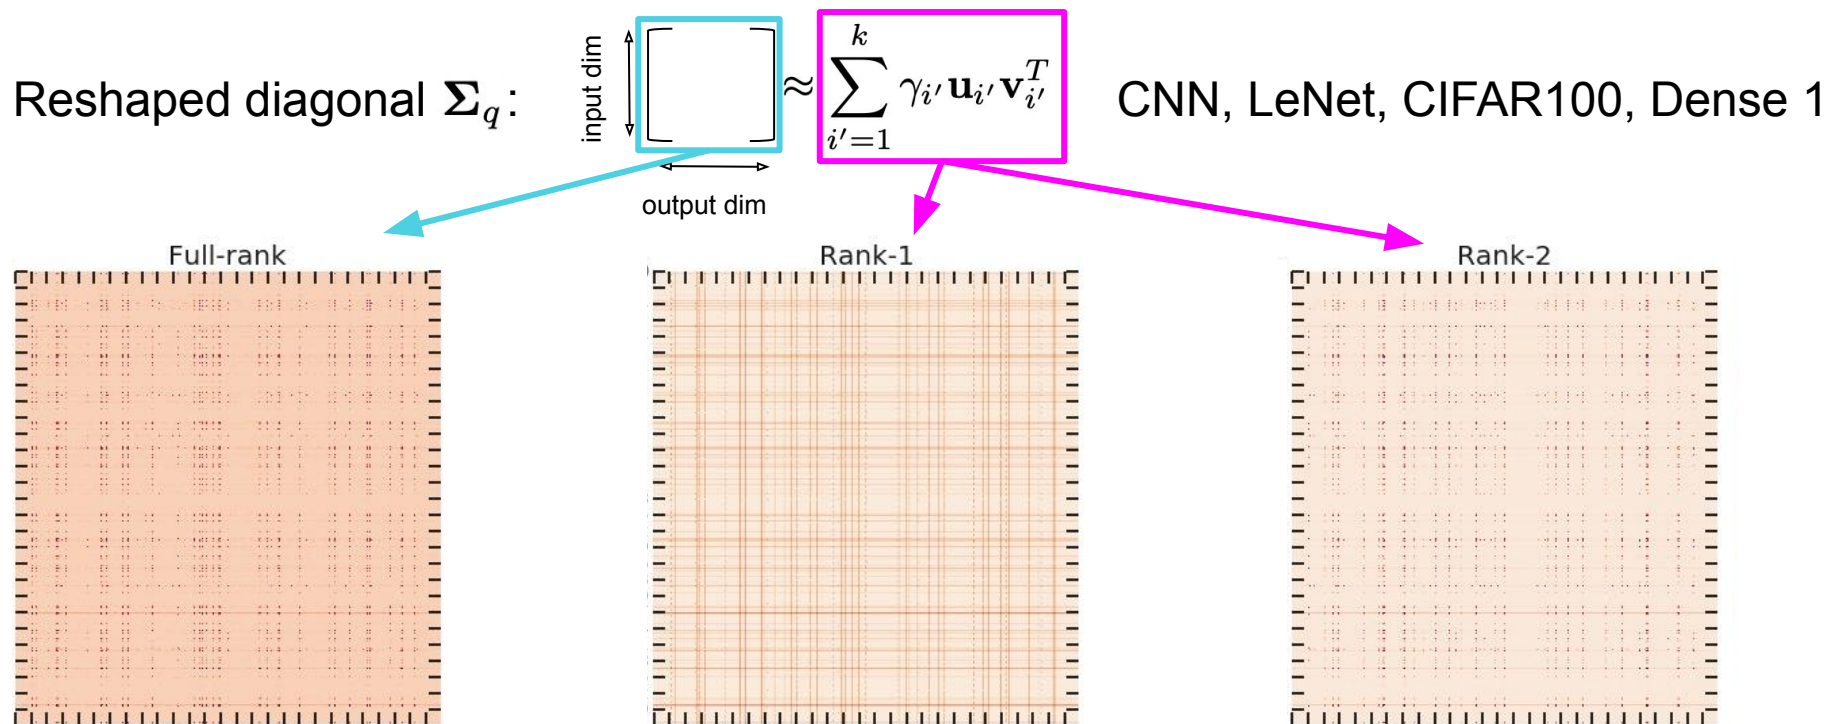 Reshaped diagonal Σ_q:
input dim
output dim
≈ \sum_{i'=1}^{k} γ_{i'} u_{i'} v_{i'}^T
CNN, LeNet, CIFAR100, Dense 1
Full-rank
Rank-1
Rank-2